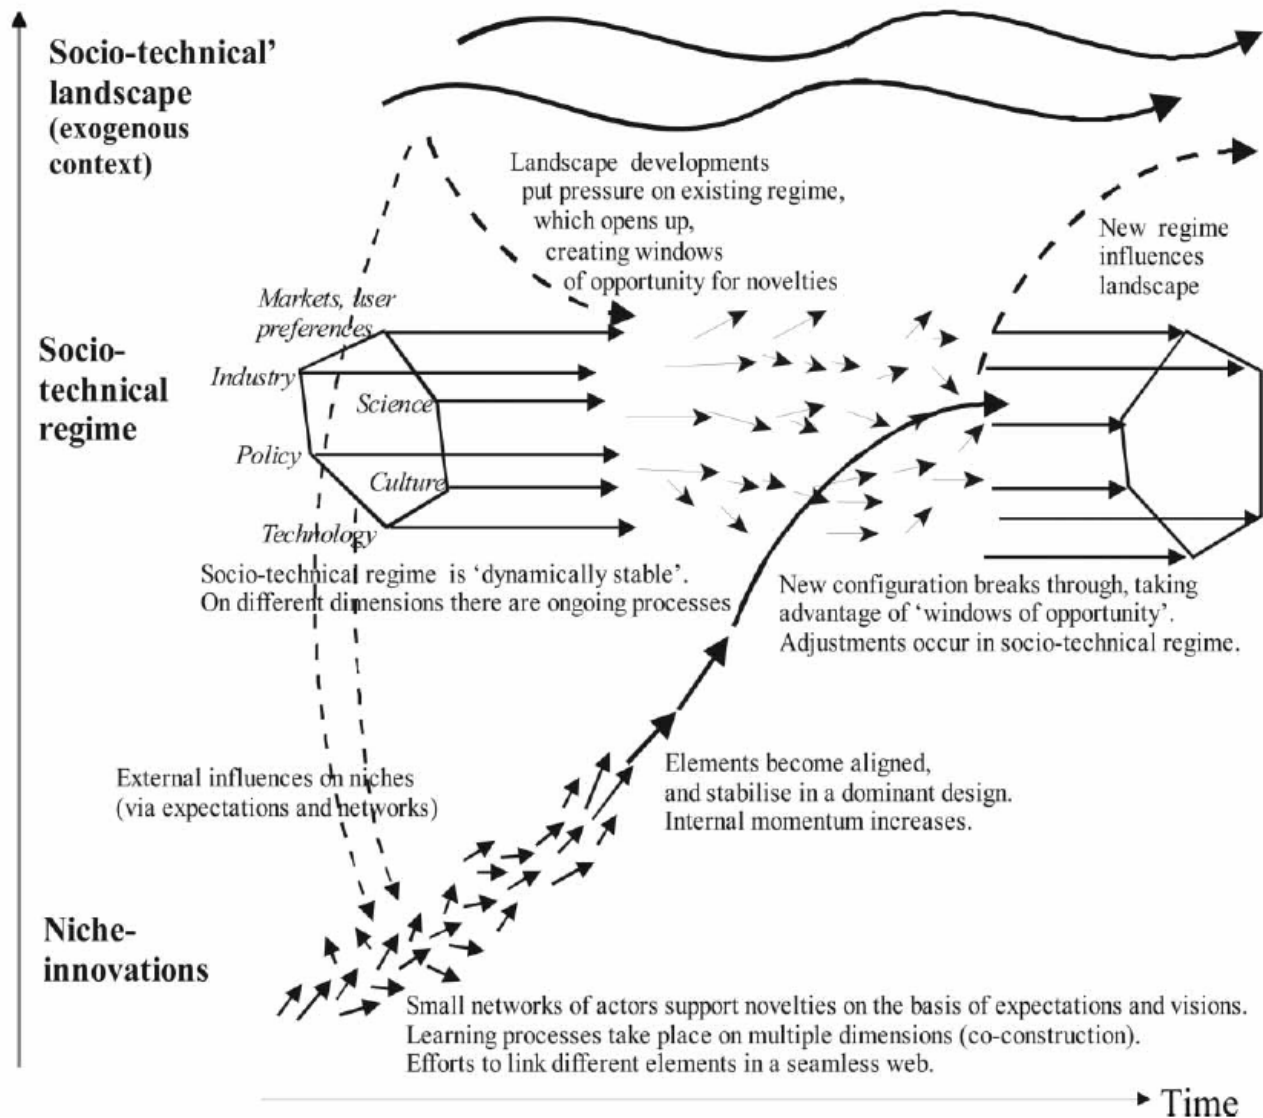 Socio-technical’
landscape
(exogenous
context)
Landscape developments
put pressure on existing regime,
which opens up,
creating windows
of opportunity for novelties
New regime
influences
landscape
Markets, user
preferences
Socio-
technical
regime
Industry
Science
Policy
Culture
Technology
Socio-technical regime is ‘dynamically stable’.
On different dimensions there are ongoing processes
New configuration breaks through, taking
advantage of ‘windows of opportunity’.
Adjustments occur in socio-technical regime.
External influences on niches
(via expectations and networks)
Elements become aligned,
and stabilise in a dominant design.
Internal momentum increases.
Niche-
innovations
Small networks of actors support novelties on the basis of expectations and visions.
Learning processes take place on multiple dimensions (co-construction).
Efforts to link different elements in a seamless web.
Time